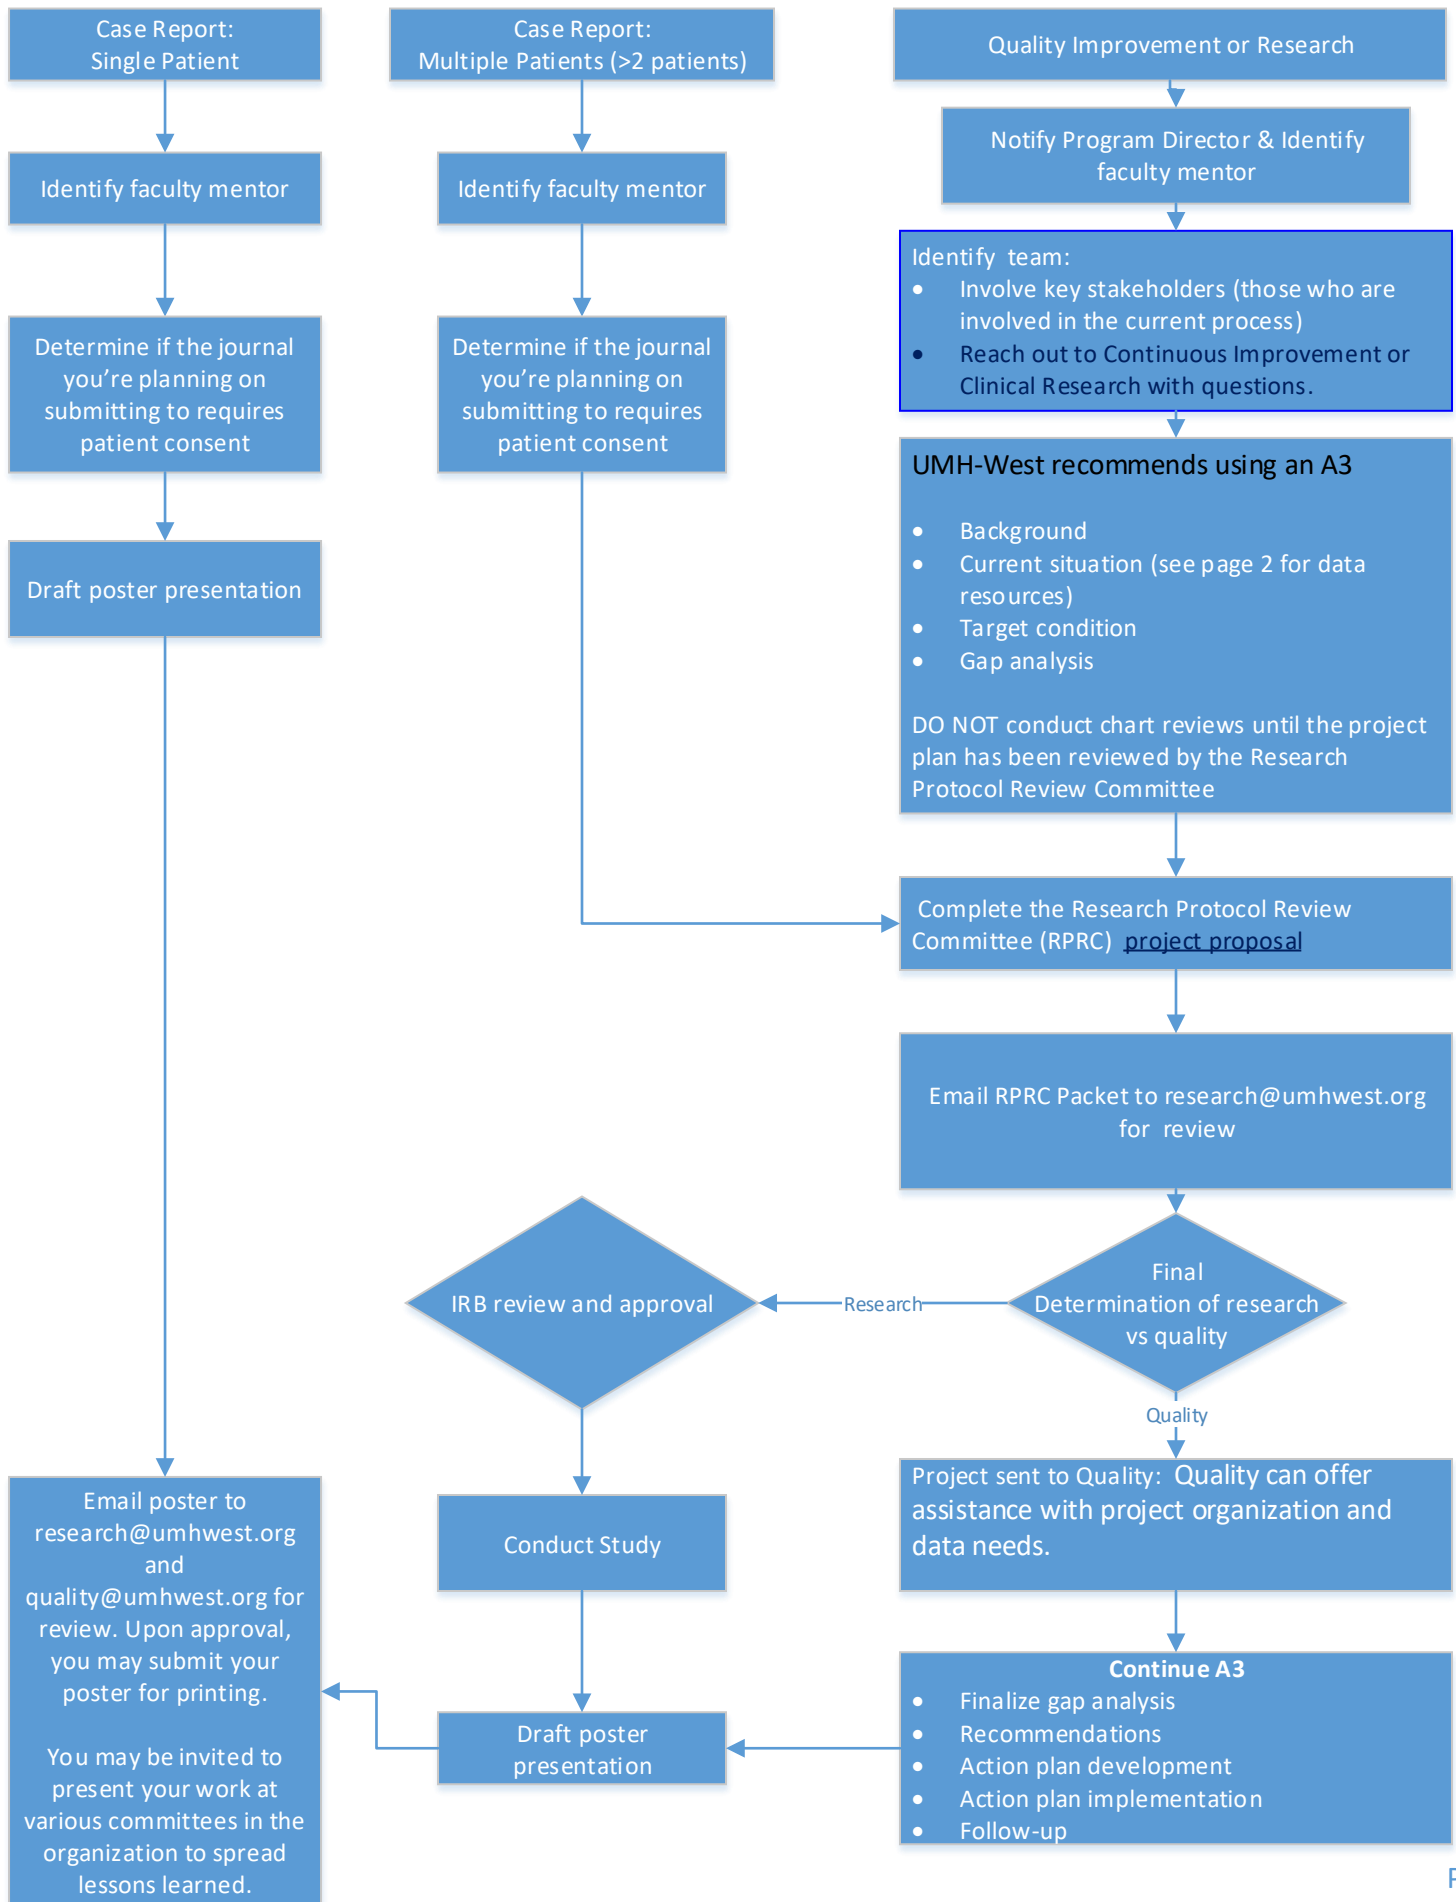 Case Report:
Single Patient
Identify faculty mentor
Determine if the journal
you’re planning on
submitting to requires
patient consent
Draft poster presentation
Email poster to
research@umhwest.org
and
quality@umhwest.org for
review. Upon approval,
you may submit your
poster for printing.
You may be invited to
present your work at
various committees in the
organization to spread
lessons learned.
Case Report:
Multiple Patients (>2 patients)
Identify faculty mentor
Determine if the journal
you’re planning on
submitting to requires
patient consent
IRB review and approval
Conduct Study
Draft poster
presentation
Quality Improvement or Research
Notify Program Director & Identify
faculty mentor
Identify team:
• Involve key stakeholders (those who are
involved in the current process)
• Reach out to Continuous Improvement or
Clinical Research with questions.
UMH-West recommends using an A3
• Background
• Current situation (see page 2 for data
resources)
• Target condition
• Gap analysis
DO NOT conduct chart reviews until the project
plan has been reviewed by the Research
Protocol Review Committee
Complete the Research Protocol Review
Committee (RPRC) project proposal
Email RPRC Packet to research@umhwest.org
for review
Final
Determination of research
vs quality
Research
Quality
Project sent to Quality: Quality can offer
assistance with project organization and
data needs.
Continue A3
• Finalize gap analysis
• Recommendations
• Action plan development
• Action plan implementation
• Follow-up